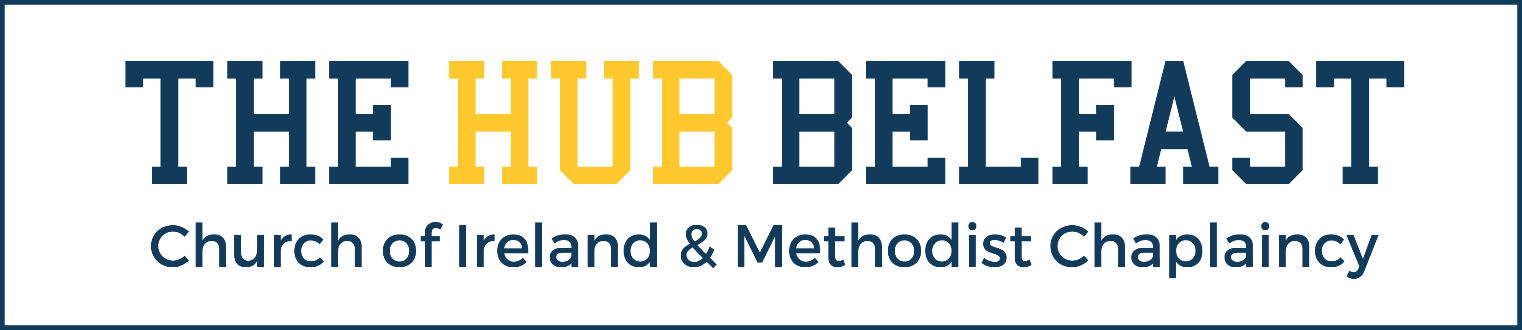 THE HUB BELFAST
Church of Ireland & Methodist Chaplaincy